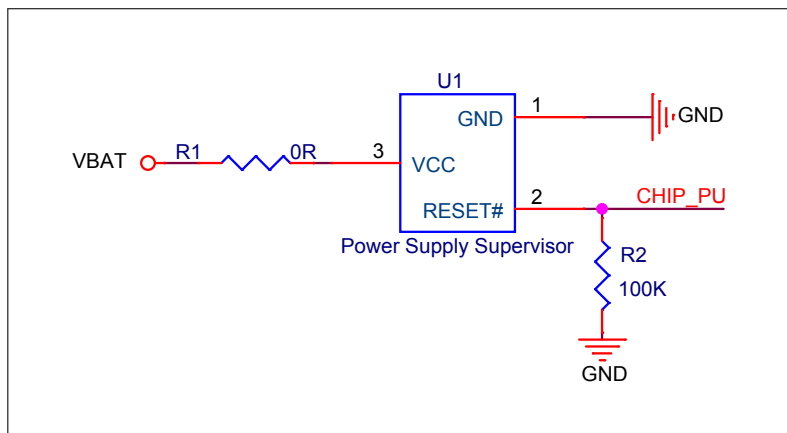 U1
1
GND
GND
VBAT
R1
0R
3
VCC
2
RESET#
CHIP_PU
Power Supply Supervisor
R2
100K
GND